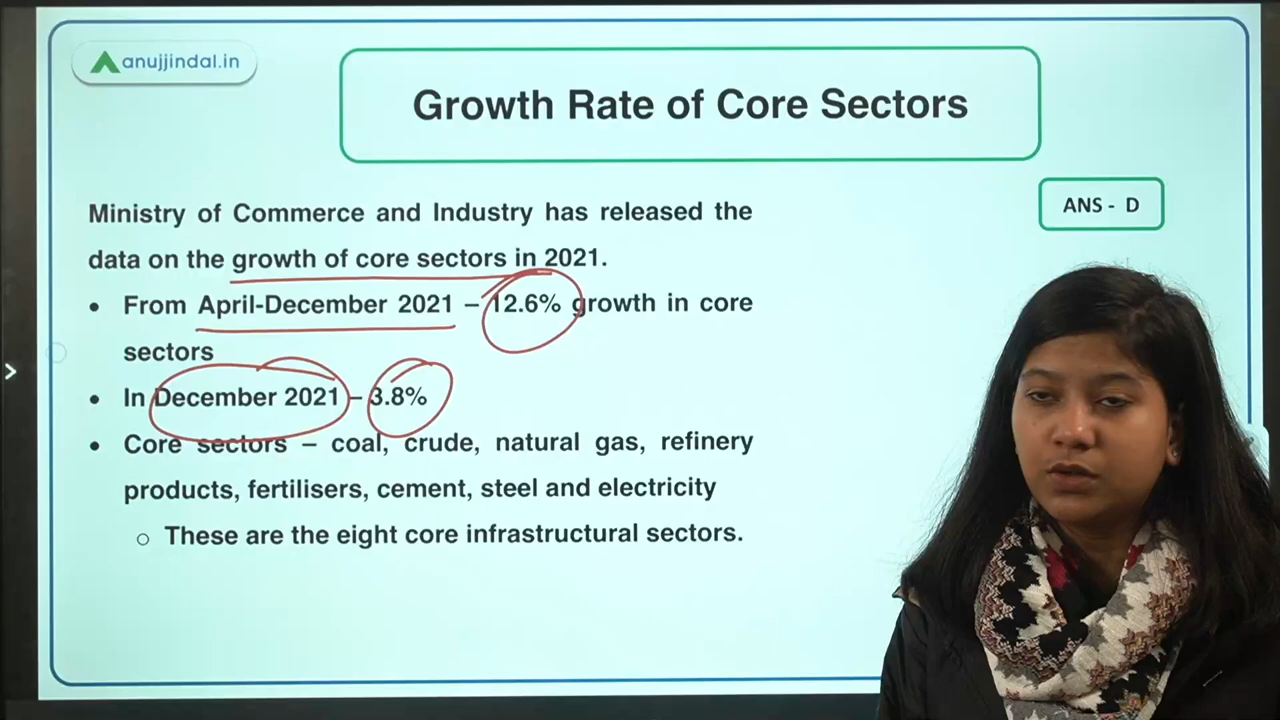 anujjindal.in
Growth Rate of Core Sectors
ANS - D
Ministry of Commerce and Industry has released the
data on the growth of core sectors in 2021.
• From April-December 2021 – 12.6% growth in core
sectors
• In December 2021 – 3.8%
• Core sectors – coal, crude, natural gas, refinery
products, fertilisers, cement, steel and electricity
○ These are the eight core infrastructural sectors.